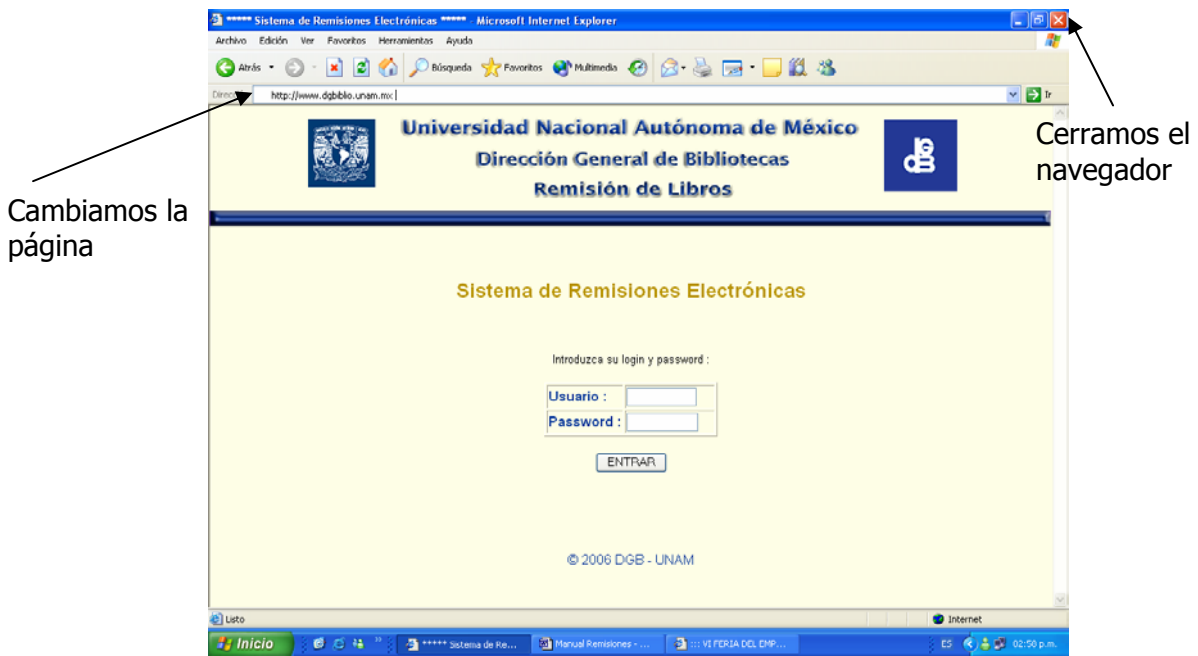 ***** Sistema de Remisiones Electrónicas ***** - Microsoft Internet Explorer
Archivo Edición Ver Favoritos Herramientas Ayuda
Atrás Búsqueda Favoritos Multimedia
http://www.dgbiblio.unam.mx Ir
Universidad Nacional Autónoma de México
Dirección General de Bibliotecas
Remisión de Libros
Cerramos el
navegador
Cambiamos la
página
Sistema de Remisiones Electrónicas
Introduzca su login y password :
Usuario :
Password :
ENTRAR
© 2006 DGB - UNAM
Listo Internet
Inicio ***** Sistema de Re... Manual Remisiones - ... ::: VI FERIA DEL EMP... ES 02:50 p.m.